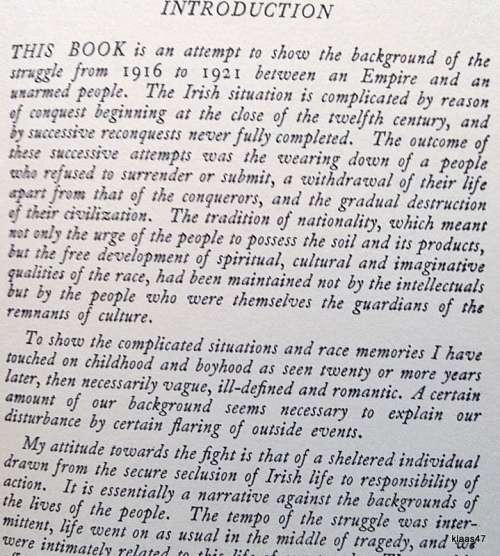 INTRODUCTION
THIS BOOK is an attempt to show the background of the
struggle from 1916 to 1921 between an Empire and an
unarmed people. The Irish situation is complicated by reason
of conquest beginning at the close of the twelfth century, and
by successive reconquests never fully completed. The outcome of
these successive attempts was the wearing down of a people
who refused to surrender or submit, a withdrawal of their life
apart from that of the conquerors, and the gradual destruction
of their civilization. The tradition of nationality, which meant
not only the urge of the people to possess the soil and its products,
but the free development of spiritual, cultural and imaginative
qualities of the race, had been maintained not by the intellectuals
but by the people who were themselves the guardians of the
remnants of culture.
To show the complicated situations and race memories I have
touched on childhood and boyhood as seen twenty or more years
later, then necessarily vague, ill-defined and romantic. A certain
amount of our background seems necessary to explain our
disturbance by certain flaring of outside events.
My attitude towards the fight is that of a sheltered individual
drawn from the secure seclusion of Irish life to responsibility of
action. It is essentially a narrative against the backgrounds of
the lives of the people. The tempo of the struggle was inter-
mittent, life went on as usual in the middle of tragedy, and we
were intimately related to this life of
klaas47